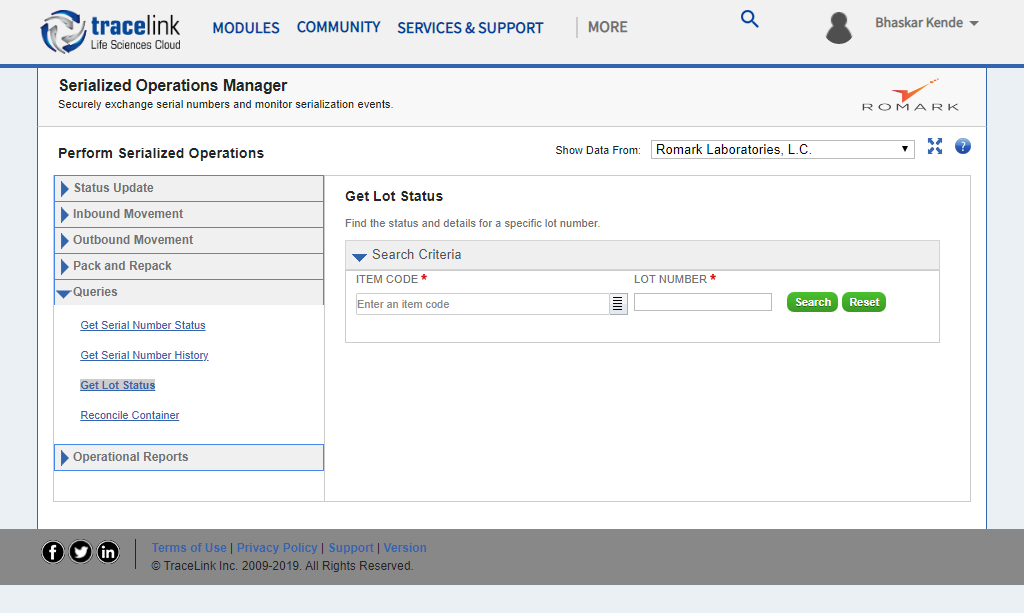 tracelink
Life Sciences Cloud
MODULES COMMUNITY SERVICES & SUPPORT | MORE
Bhaskar Kende
Serialized Operations Manager
Securely exchange serial numbers and monitor serialization events.
ROMARK
Perform Serialized Operations
Show Data From: Romark Laboratories, L.C.
?
Status Update
Inbound Movement
Outbound Movement
Pack and Repack
Queries
Get Serial Number Status
Get Serial Number History
Get Lot Status
Reconcile Container
Operational Reports
Get Lot Status
Find the status and details for a specific lot number.
Search Criteria
ITEM CODE * LOT NUMBER *
Enter an item code Search Reset
Terms of Use | Privacy Policy | Support | Version
© TraceLink Inc. 2009-2019. All Rights Reserved.